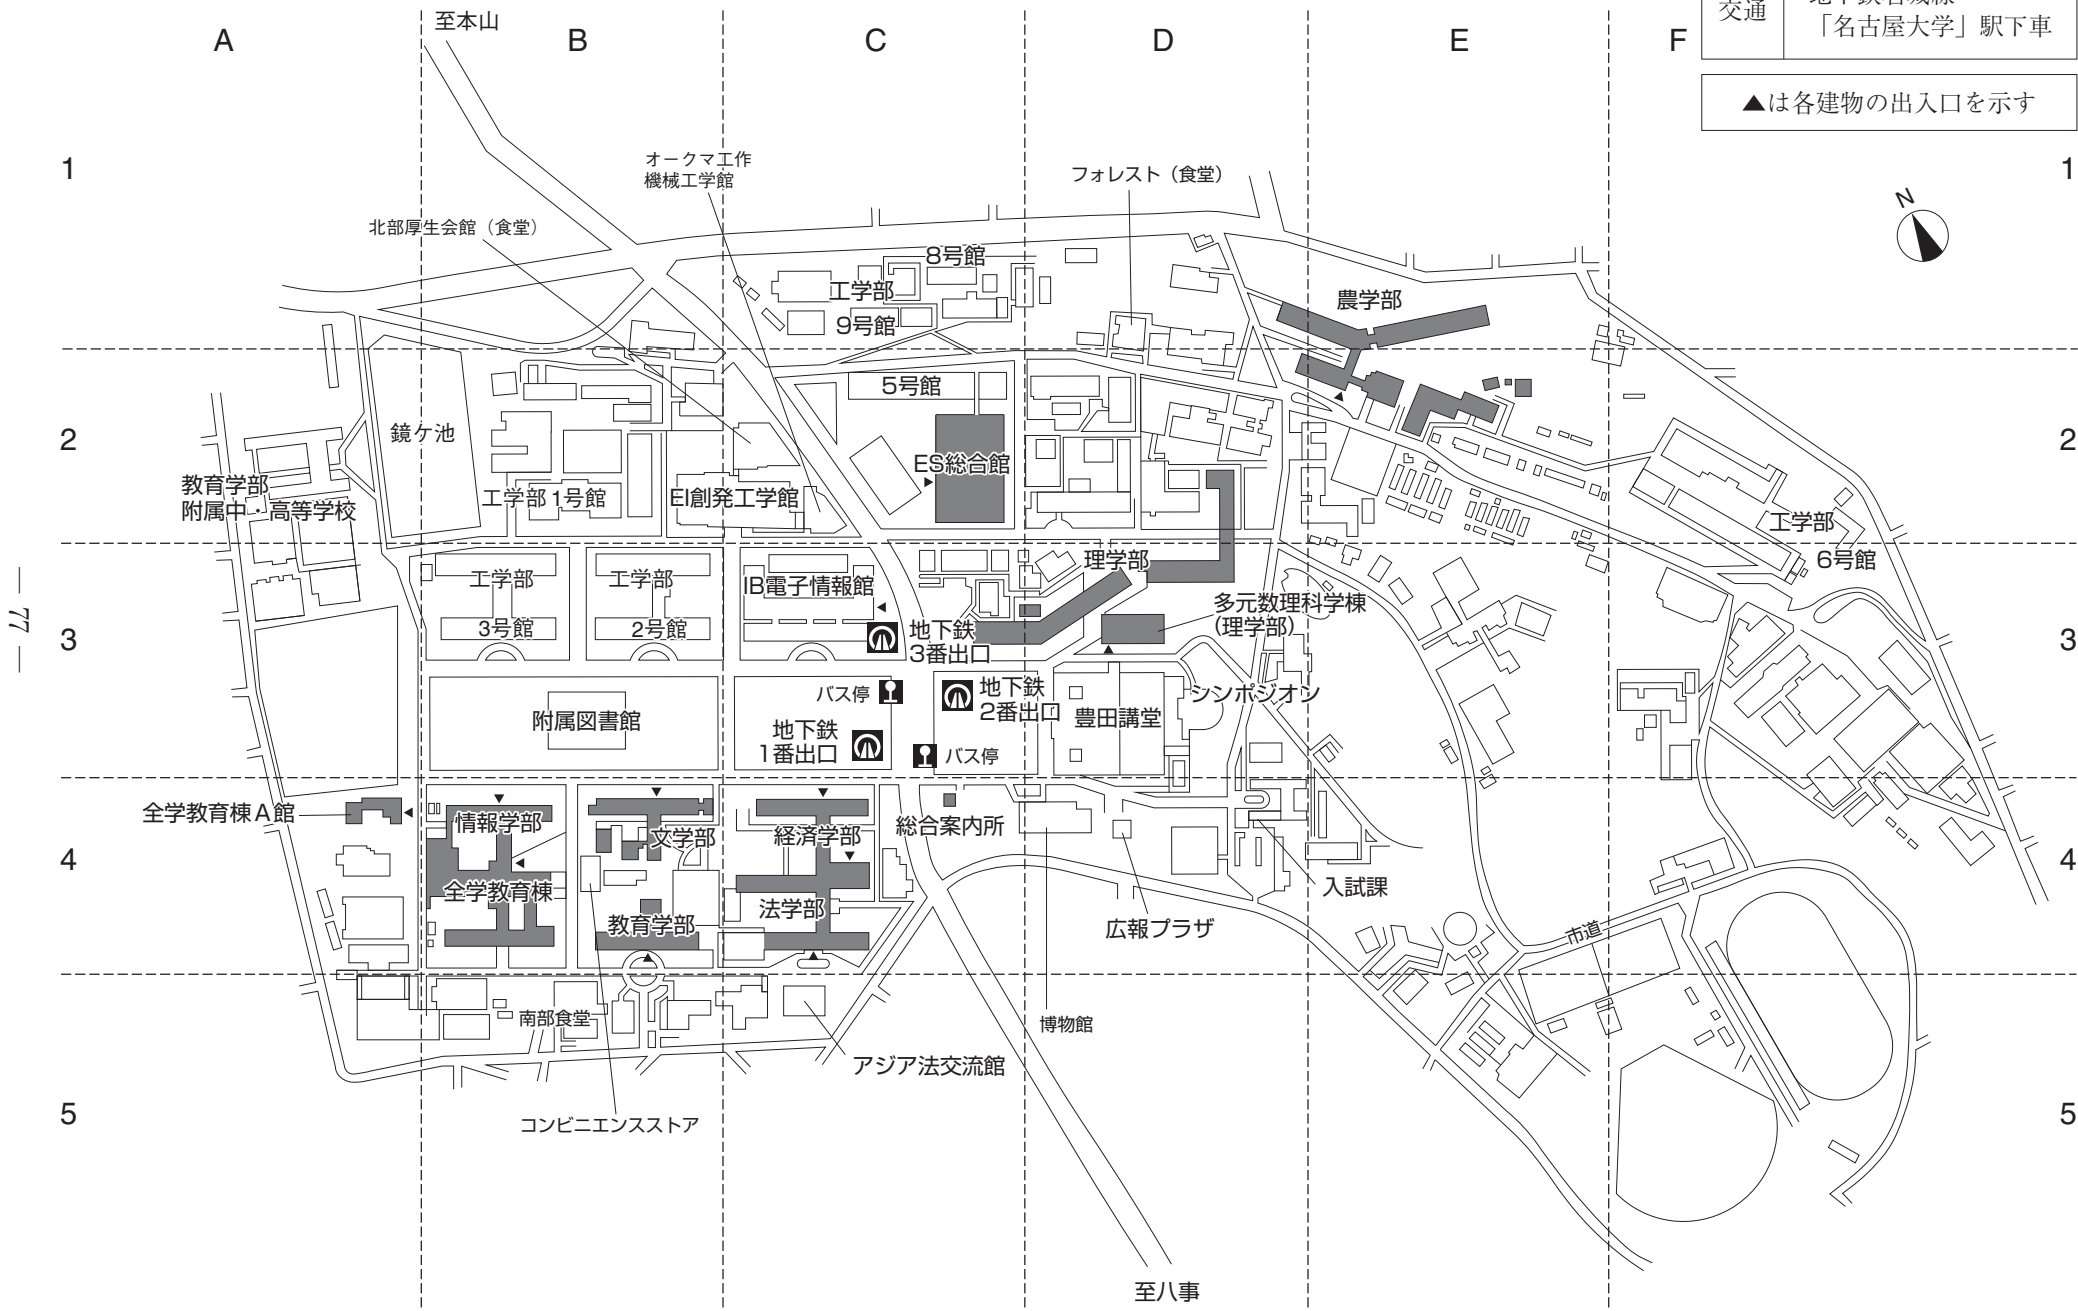 至本山
A
B
C
D
E
F
交通
「名古屋大学」駅下車
▲は各建物の出入口を示す
1
1
N
オークマ工作
機械工学館
フォレスト（食堂）
北部厚生会館（食堂）
8号館
工学部
9号館
農学部
2
2
5号館
鏡ケ池
ES総合館
教育学部
附属中・高等学校
工学部1号館
EI創発工学館
工学部
6号館
3
3
工学部
3号館
工学部
2号館
IB電子情報館
理学部
多元数理科学棟
（理学部）
地下鉄
3番出口
バス停
地下鉄
2番出口
シンポジオン
豊田講堂
附属図書館
地下鉄
1番出口
バス停
4
4
全学教育棟A館
情報学部
文学部
経済学部
総合案内所
全学教育棟
法学部
教育学部
入試課
広報プラザ
市道
5
5
南部食堂
博物館
アジア法交流館
コンビニエンスストア
至八事
— 77 —